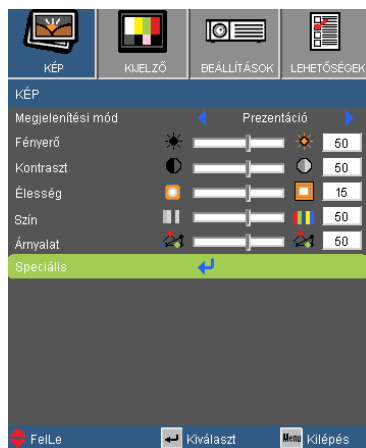 KÉP KIJELZŐ BEÁLLÍTÁSOK LEHETŐSÉGEK
KÉP
Megjelenítési mód Prezentáció
Fényerő 50
Kontraszt 50
Élesség 15
Szín 50
Árnyalat 50
Speciális
FelLe Kiválaszt Menu Kilépés